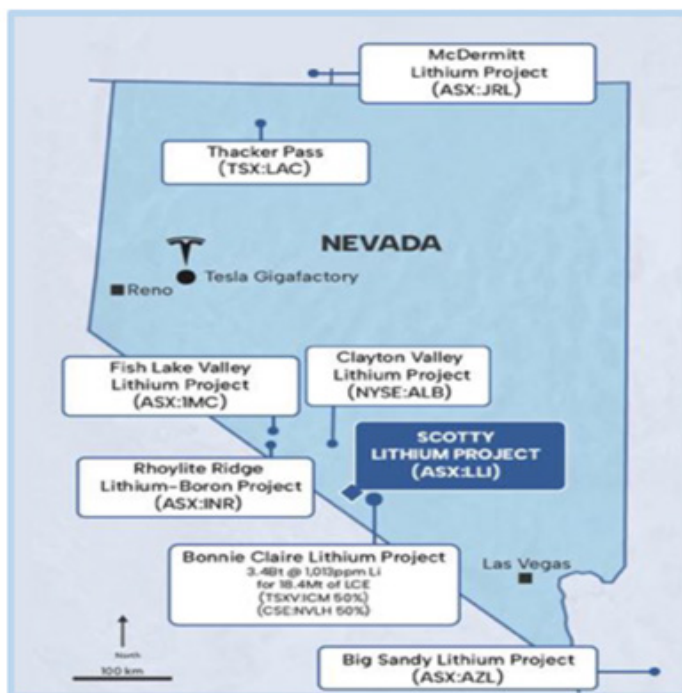 McDermitt
Lithium Project
(ASX:JRL)
Thacker Pass
(TSX:LAC)
NEVADA
Tesla Gigafactory
Reno
Fish Lake Valley
Lithium Project
(ASX:1MC)
Clayton Valley
Lithium Project
(NYSE:ALB)
SCOTTY
LITHIUM PROJECT
(ASX:LLI)
Rhoylite Ridge
Lithium-Boron Project
(ASX:INR)
Bonnie Claire Lithium Project
3.4Bt @ 1,013ppm Li
for 18.4Mt of LCE
(TSXV:ICM 50%)
(CSE:NVLH 50%)
Las Vegas
North
100 km
Big Sandy Lithium Project
(ASX:AZL)